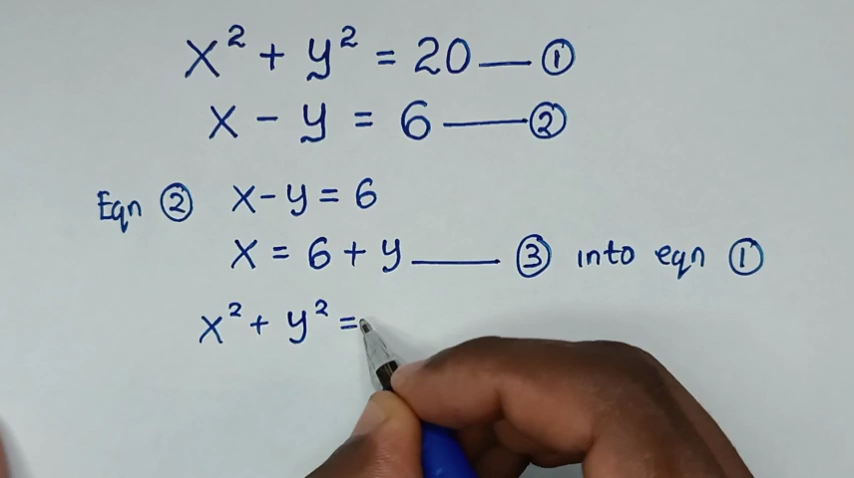 x² + y² = 20 — ①
x - y = 6 — ②
Eqn ② x - y = 6
x = 6 + y — ③ into eqn ①
x² + y² =